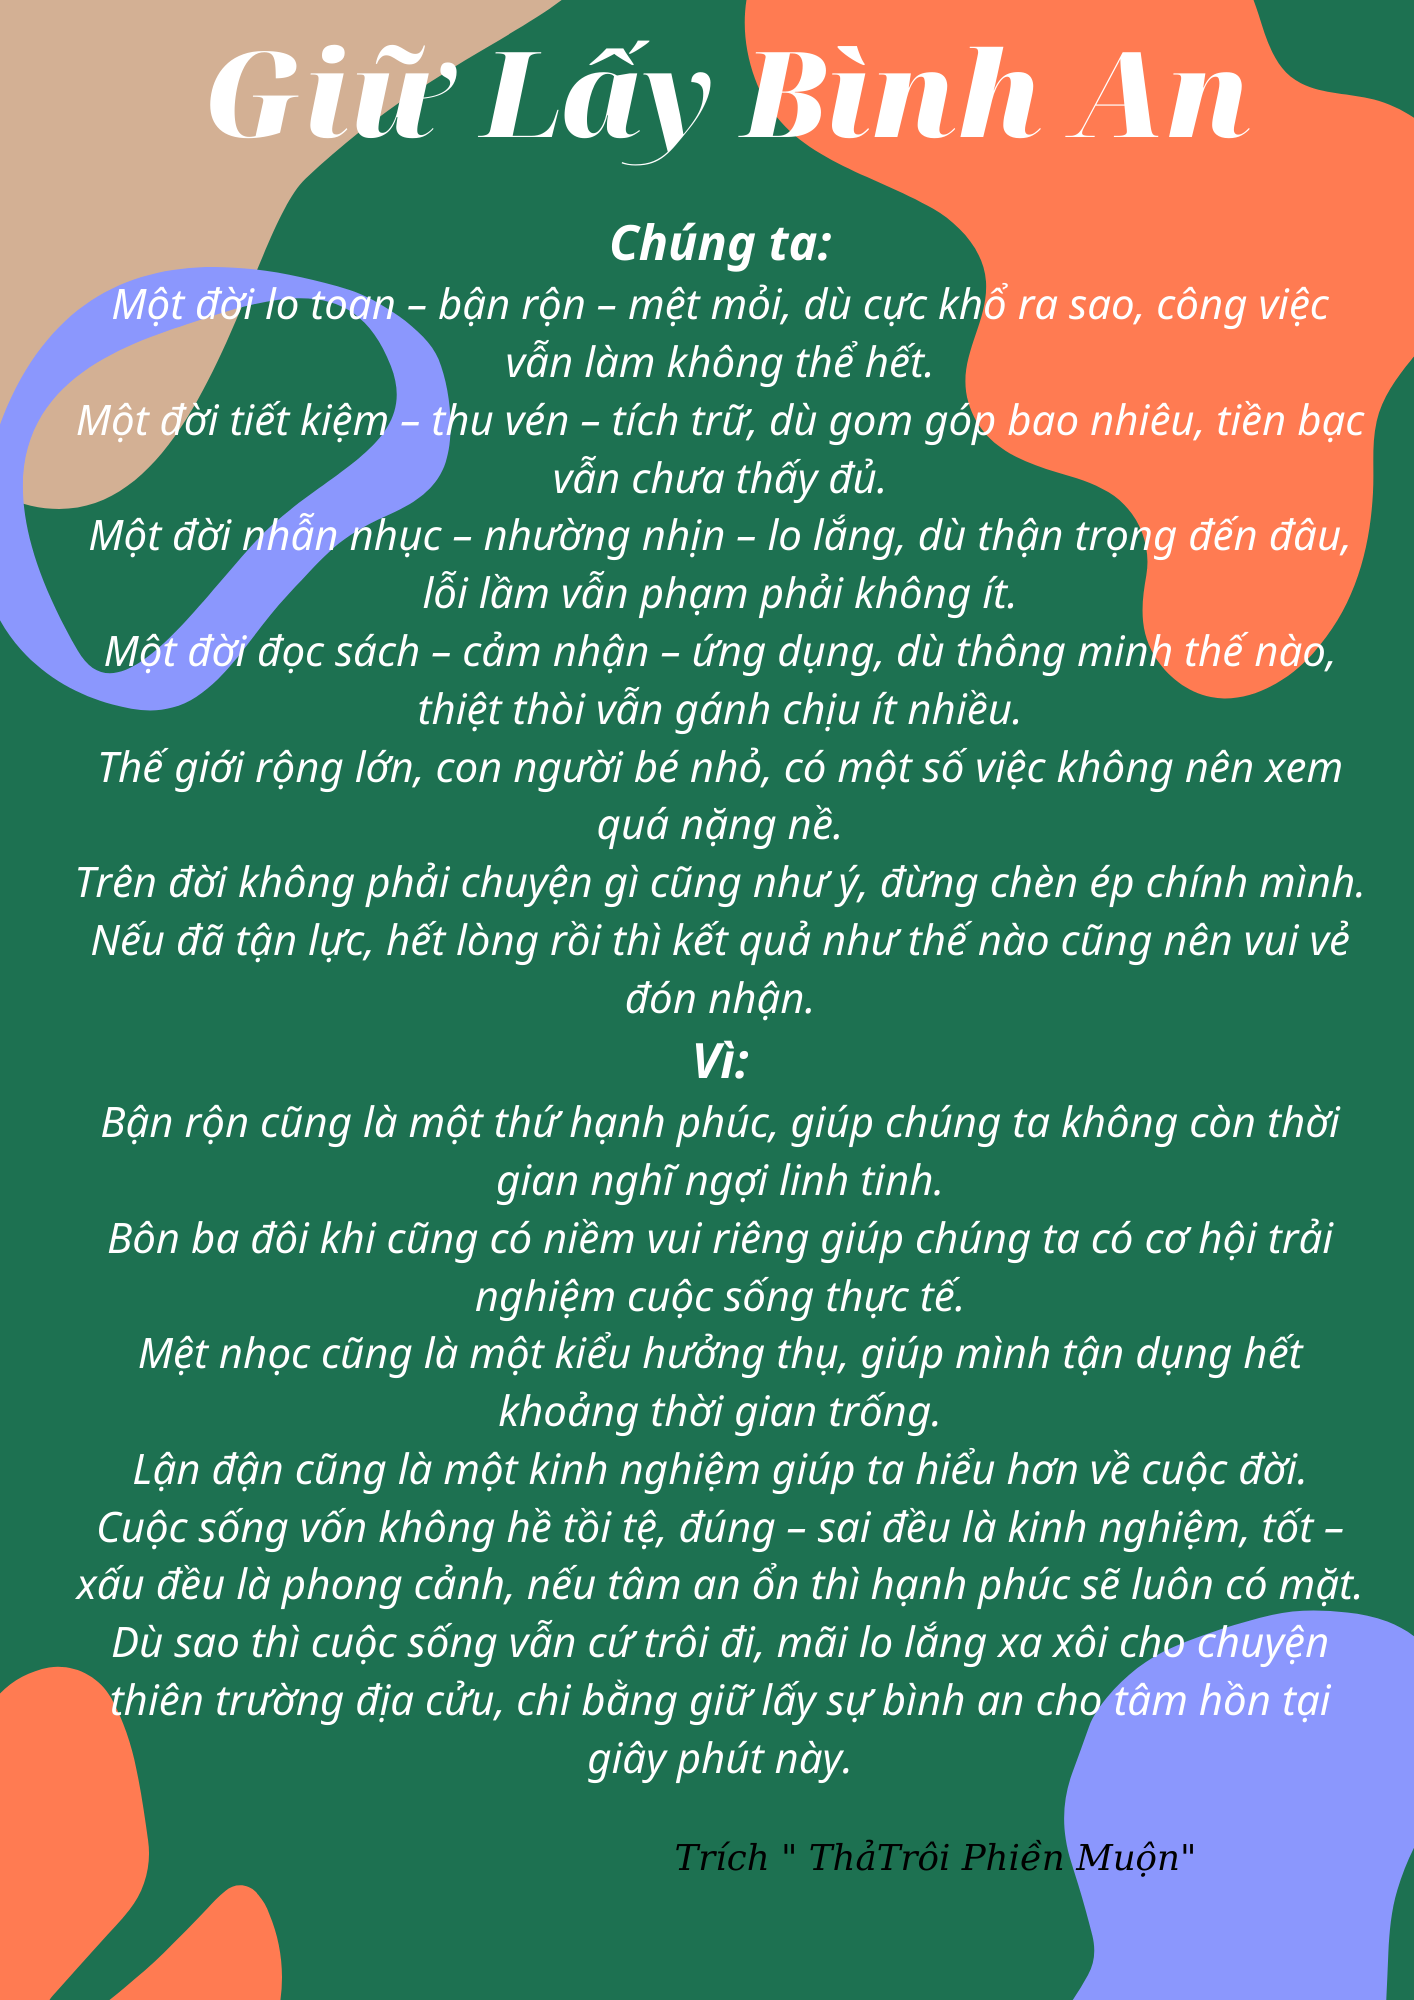 Giữ Lấy Bình An
Chúng ta:
Một đời lo toan – bận rộn – mệt mỏi, dù cực khổ ra sao, công việc
vẫn làm không thể hết.
Một đời tiết kiệm – thu vén – tích trữ, dù gom góp bao nhiêu, tiền bạc
vẫn chưa thấy đủ.
Một đời nhẫn nhục – nhường nhịn – lo lắng, dù thận trọng đến đâu,
lỗi lầm vẫn phạm phải không ít.
Một đời đọc sách – cảm nhận – ứng dụng, dù thông minh thế nào,
thiệt thòi vẫn gánh chịu ít nhiều.
Thế giới rộng lớn, con người bé nhỏ, có một số việc không nên xem
quá nặng nề.
Trên đời không phải chuyện gì cũng như ý, đừng chèn ép chính mình.
Nếu đã tận lực, hết lòng rồi thì kết quả như thế nào cũng nên vui vẻ
đón nhận.
Vì:
Bận rộn cũng là một thứ hạnh phúc, giúp chúng ta không còn thời
gian nghĩ ngợi linh tinh.
Bôn ba đôi khi cũng có niềm vui riêng giúp chúng ta có cơ hội trải
nghiệm cuộc sống thực tế.
Mệt nhọc cũng là một kiểu hưởng thụ, giúp mình tận dụng hết
khoảng thời gian trống.
Lận đận cũng là một kinh nghiệm giúp ta hiểu hơn về cuộc đời.
Cuộc sống vốn không hề tồi tệ, đúng – sai đều là kinh nghiệm, tốt –
xấu đều là phong cảnh, nếu tâm an ổn thì hạnh phúc sẽ luôn có mặt.
Dù sao thì cuộc sống vẫn cứ trôi đi, mãi lo lắng xa xôi cho chuyện
thiên trường địa cửu, chi bằng giữ lấy sự bình an cho tâm hồn tại
giây phút này.
Trích " ThảTrôi Phiền Muộn"